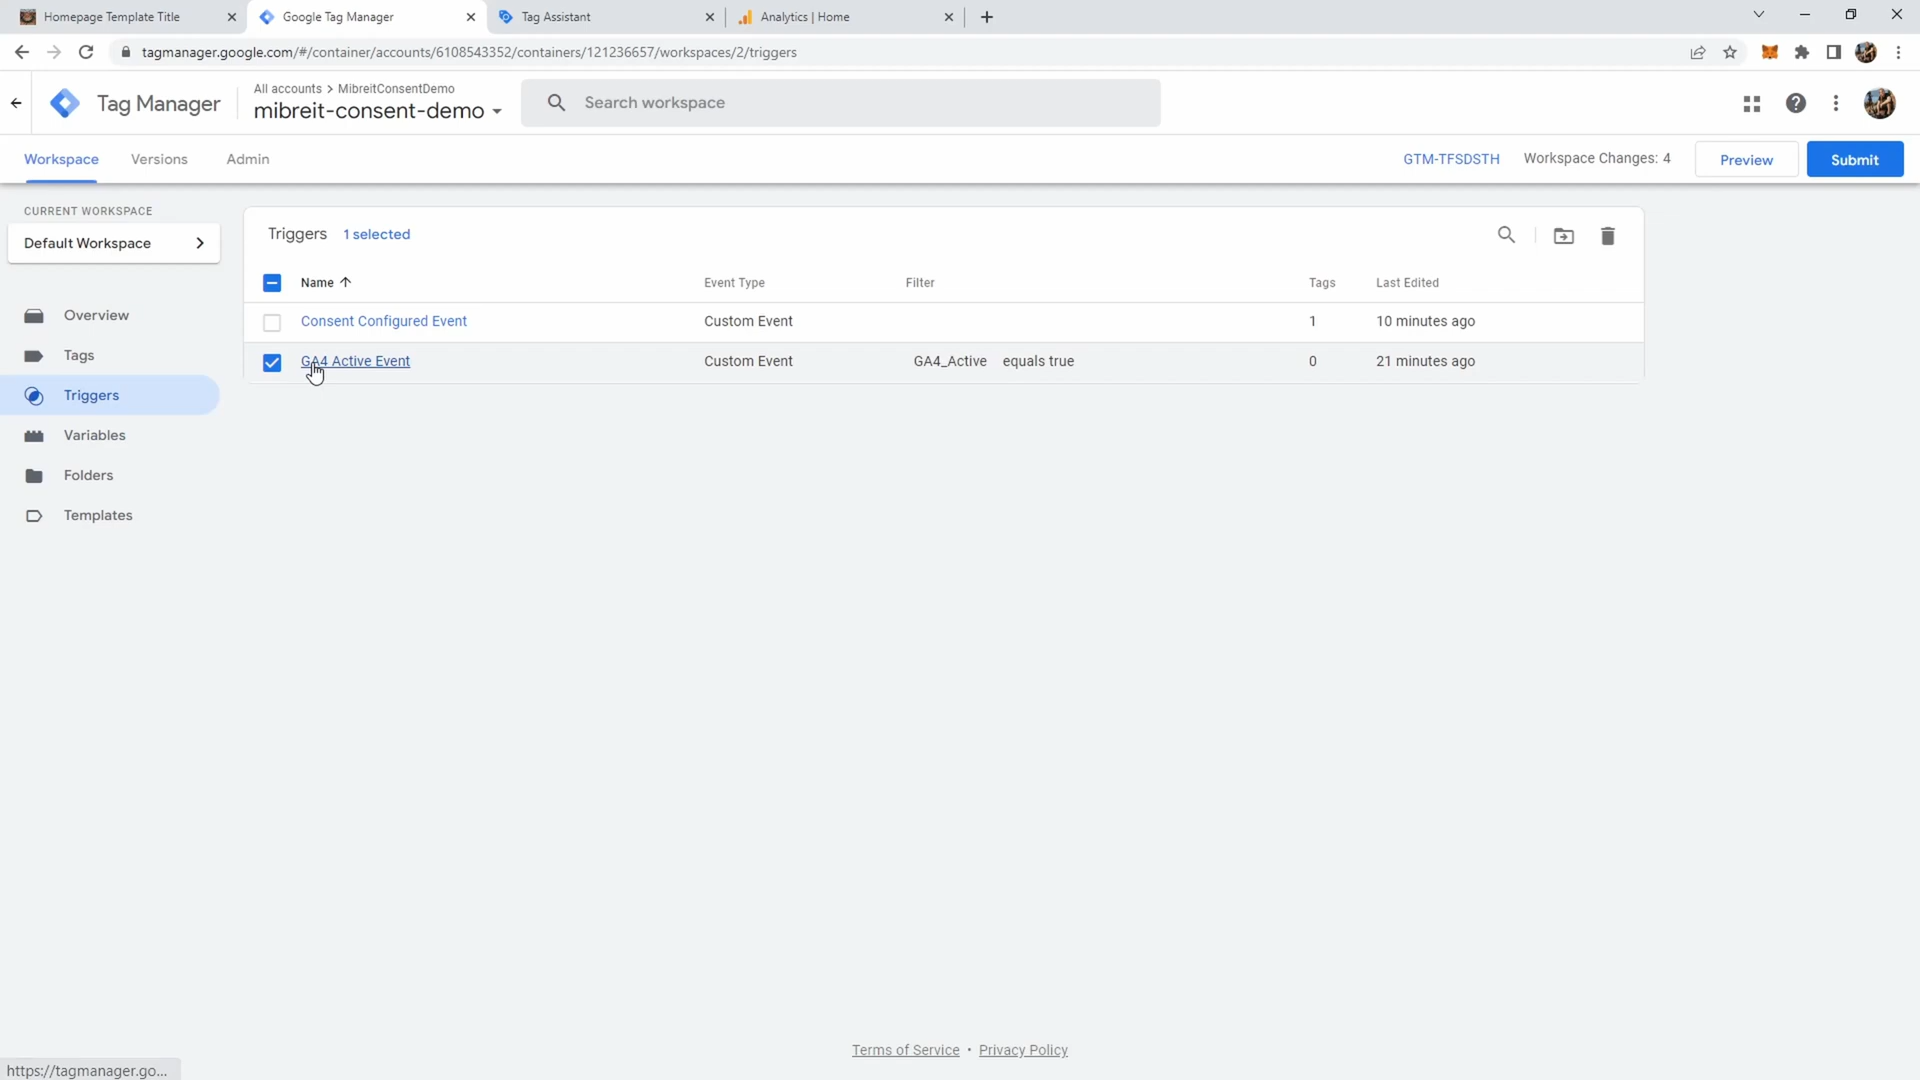 Homepage Template Title
Google Tag Manager
Tag Assistant
Analytics | Home
tagmanager.google.com/#/container/accounts/6108543352/containers/121236657/workspaces/2/triggers
Tag Manager
All accounts > MibreitConsentDemo
mibreit-consent-demo
Search workspace
Workspace
Versions
Admin
GTM-TFSDSTH
Workspace Changes: 4
Preview
Submit
CURRENT WORKSPACE
Default Workspace
Overview
Tags
Triggers
Variables
Folders
Templates
Triggers 1 selected
Name Event Type Filter Tags Last Edited
Consent Configured Event Custom Event 1 10 minutes ago
GA4 Active Event Custom Event GA4_Active equals true 0 21 minutes ago
Terms of Service • Privacy Policy
https://tagmanager.go...